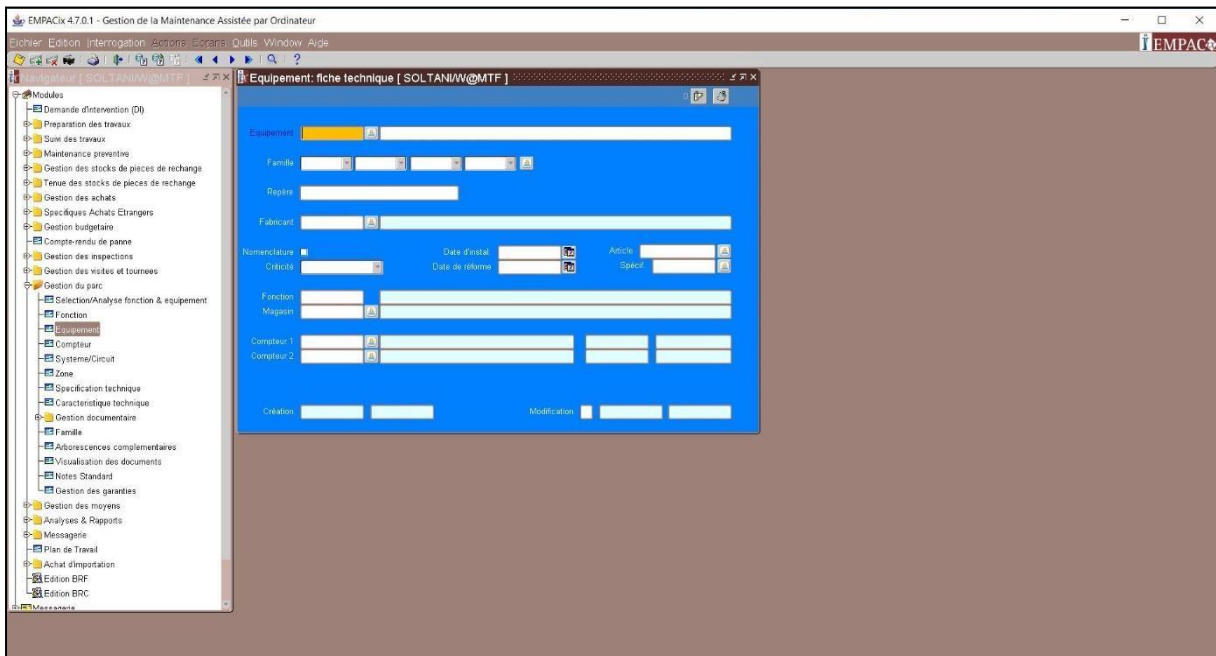 EMPACix 4.7.0.1 - Gestion de la Maintenance Assistée par Ordinateur
Fichier Edition Interrogation Actions Ecrans Outils Window Aide
EMPAC
Navigateur [ SOLTANI/W@MTF ]
Modules
Demande d'intervention (DI)
Preparation des travaux
Suivi des travaux
Maintenance preventive
Gestion des stocks de pieces de rechange
Tenue des stocks de pieces de rechange
Gestion des achats
Specifiques Achats Etrangers
Gestion budgetaire
Compte-rendu de panne
Gestion des inspections
Gestion des visites et tournees
Gestion du parc
Selection/Analyse fonction & equipement
Fonction
Equipement
Compteur
Systeme/Circuit
Zone
Specification technique
Caracteristique technique
Gestion documentaire
Famille
Arborescences complementaires
Visualisation des documents
Notes Standard
Gestion des garanties
Gestion des moyens
Analyses & Rapports
Messagerie
Plan de Travail
Achat d'importation
Edition BRF
Edition BRC
Messagerie
Equipement: fiche technique [ SOLTANI/W@MTF ]
Equipement
Famille
Repère
Fabricant
Nomenclature Date d'instal. Article
Criticité Date de réforme Spécif.
Fonction
Magasin
Compteur 1
Compteur 2
Création Modification